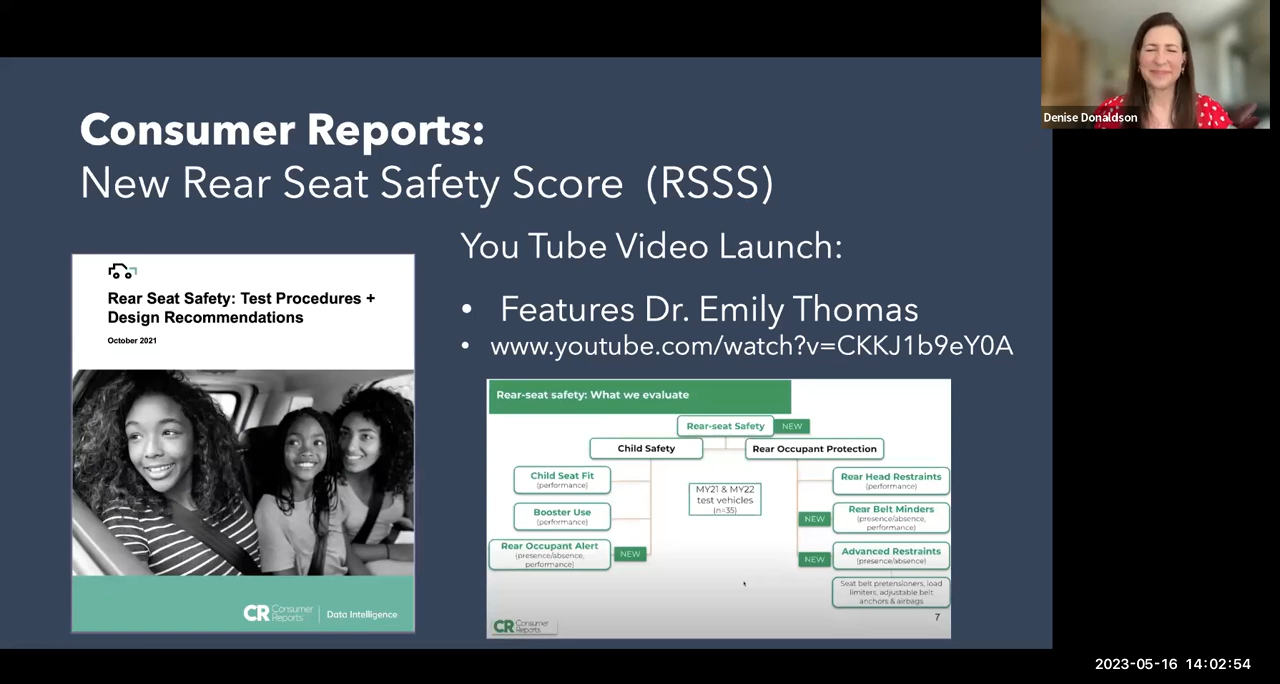 Denise Donaldson
Consumer Reports:
New Rear Seat Safety Score (RSSS)
Rear Seat Safety: Test Procedures +
Design Recommendations
October 2021
CR Consumer Reports | Data Intelligence
You Tube Video Launch:
• Features Dr. Emily Thomas
• www.youtube.com/watch?v=CKKJ1b9eY0A
Rear-seat safety: What we evaluate
Rear-seat Safety NEW
Child Safety
Rear Occupant Protection
Child Seat Fit
(performance)
Booster Use
(performance)
Rear Occupant Alert NEW
(presence/absence,
performance)
MY21 & MY22
test vehicles
(n=35)
Rear Head Restraints
(performance)
NEW Rear Belt Minders
(presence/absence,
performance)
NEW Advanced Restraints
(presence/absence)
Seat belt pretensioners, load
limiters, adjustable belt
anchors & airbags
7
CR Consumer Reports
2023-05-16 14:02:54